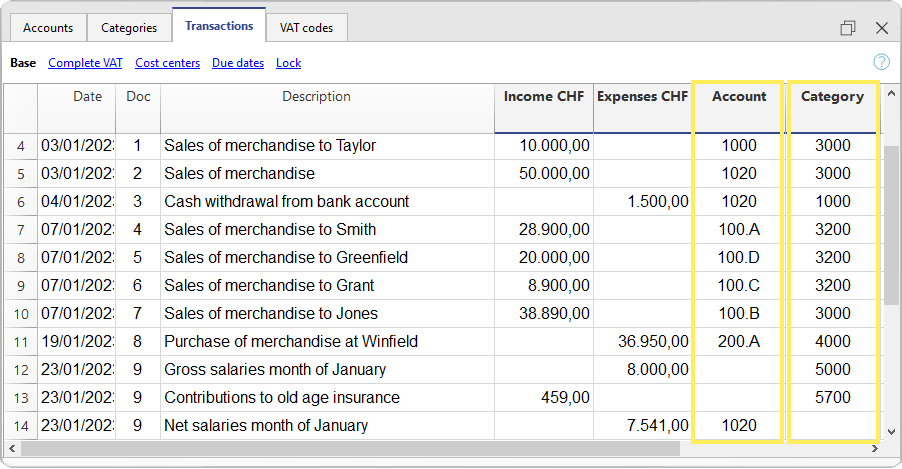 Accounts Categories Transactions VAT codes
Base Complete VAT Cost centers Due dates Lock ?
Date Doc Description Income CHF Expenses CHF Account Category
4 03/01/202 1 Sales of merchandise to Taylor 10.000,00 1000 3000
5 03/01/202 2 Sales of merchandise 50.000,00 1020 3000
6 04/01/202 3 Cash withdrawal from bank account 1.500,00 1020 1000
7 07/01/202 4 Sales of merchandise to Smith 28.900,00 100.A 3200
8 07/01/202 5 Sales of merchandise to Greenfield 20.000,00 100.D 3200
9 07/01/202 6 Sales of merchandise to Grant 8.900,00 100.C 3200
10 07/01/202 7 Sales of merchandise to Jones 38.890,00 100.B 3000
11 19/01/202 8 Purchase of merchandise at Winfield 36.950,00 200.A 4000
12 23/01/202 9 Gross salaries month of January 8.000,00 5000
13 23/01/202 9 Contributions to old age insurance 459,00 5700
14 23/01/202 9 Net salaries month of January 7.541,00 1020